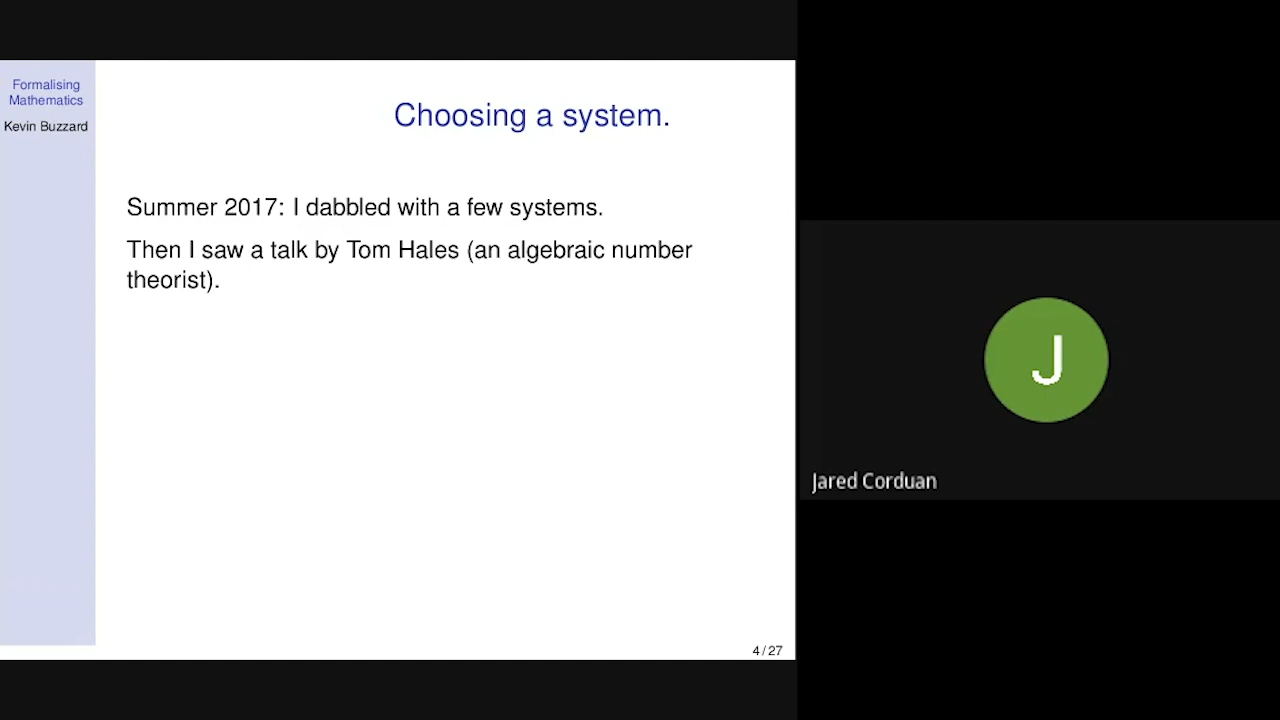 Formalising
Mathematics
Kevin Buzzard
Choosing a system.
Summer 2017: I dabbled with a few systems.
Then I saw a talk by Tom Hales (an algebraic number
theorist).
4 / 27
J
Jared Corduan